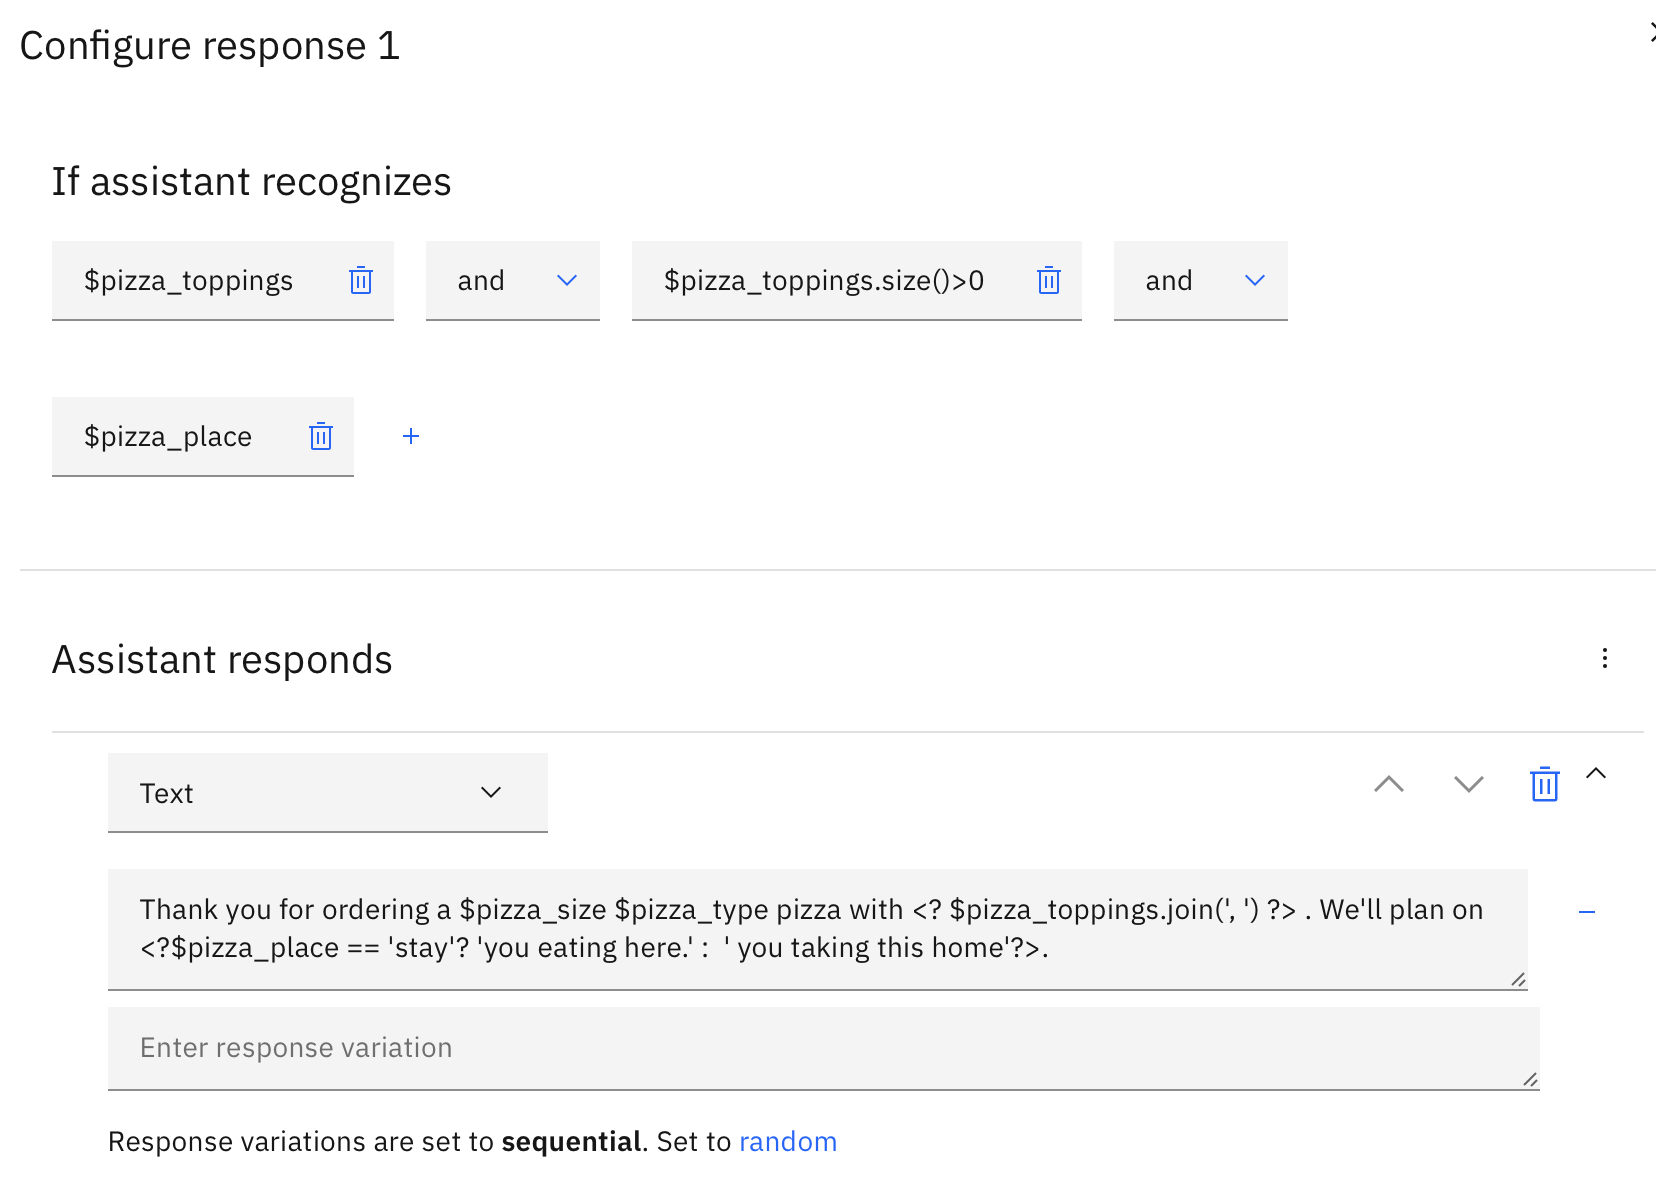 Configure response 1
If assistant recognizes
$pizza_toppings and $pizza_toppings.size()>0 and
$pizza_place +
Assistant responds
Text
Thank you for ordering a $pizza_size $pizza_type pizza with <? $pizza_toppings.join(', ') ?> . We'll plan on
<?$pizza_place == 'stay'? 'you eating here.' :  ' you taking this home'?>.
Enter response variation
Response variations are set to sequential. Set to random